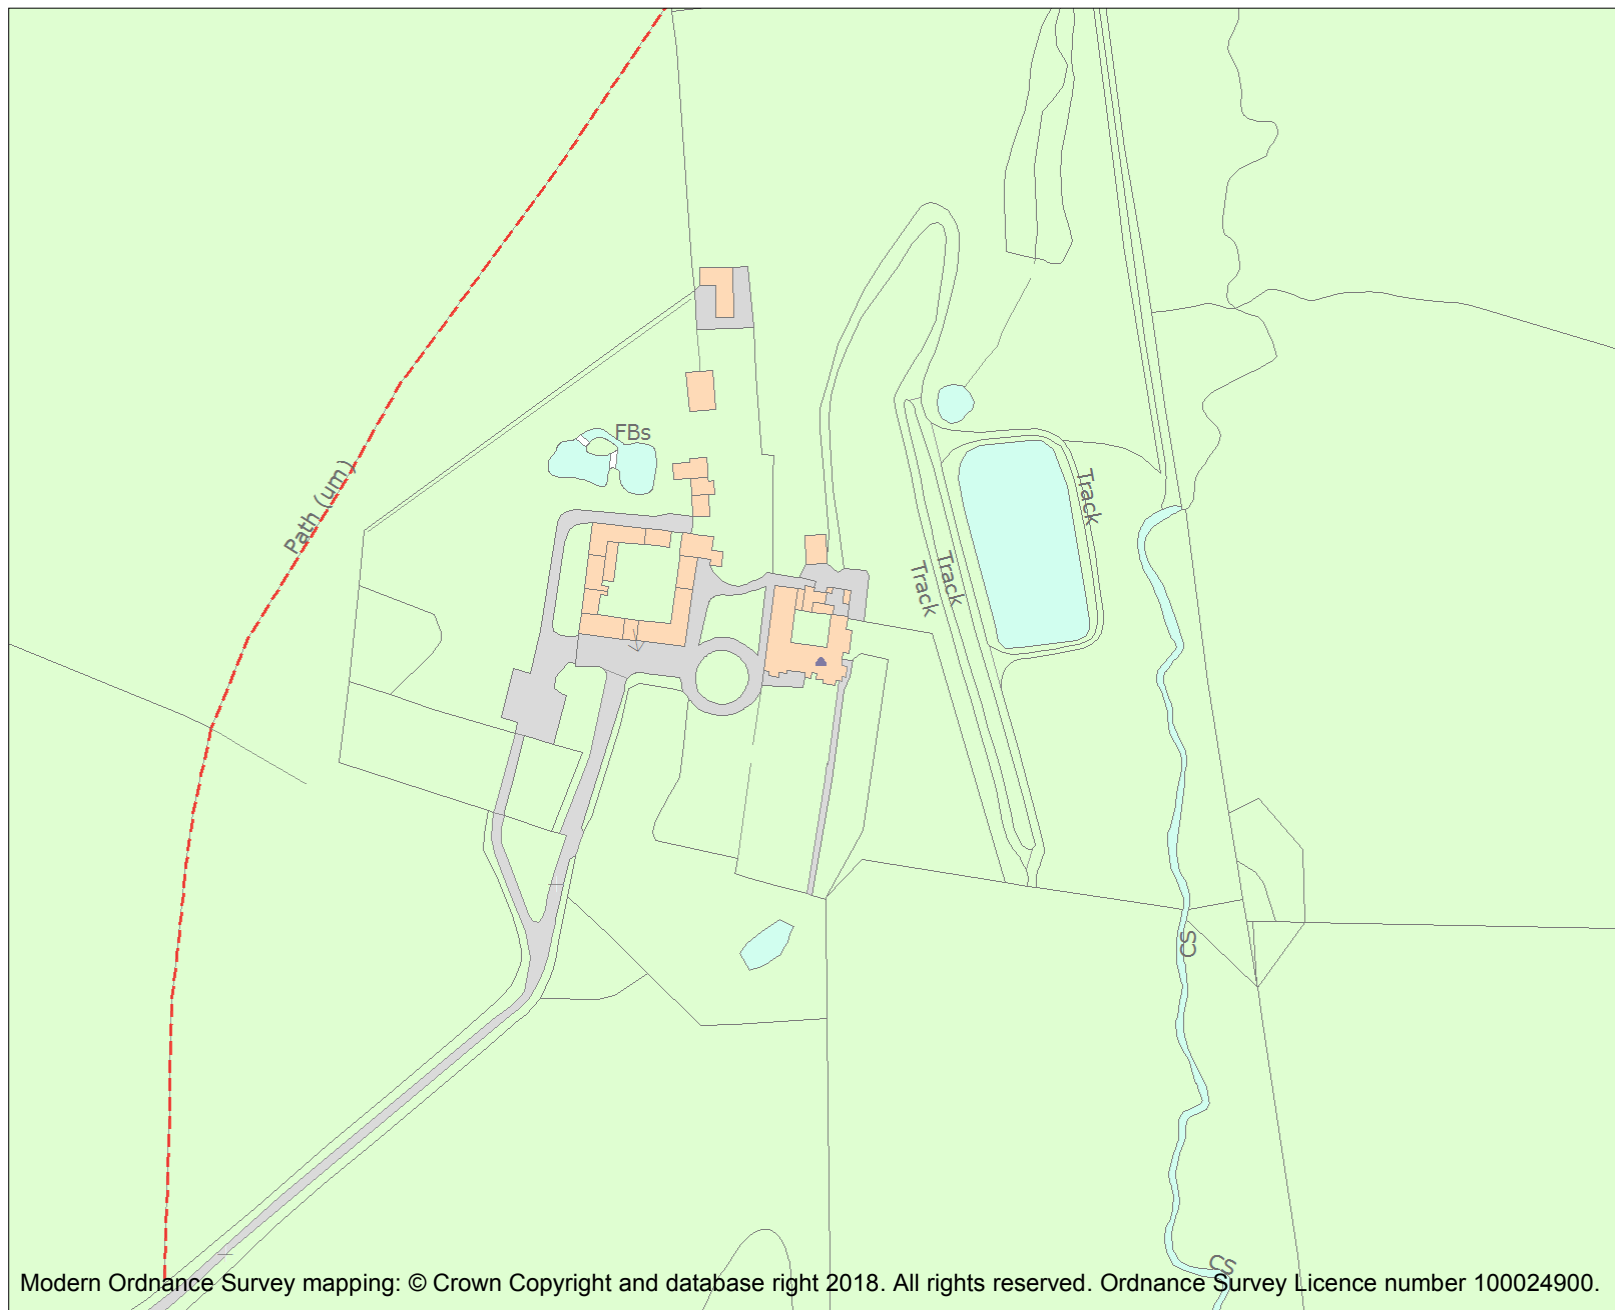 FBs
Path (um)
Track
Track
Track
CS
CS
Modern Ordnance Survey mapping: © Crown Copyright and database right 2018. All rights reserved. Ordnance Survey Licence number 100024900.